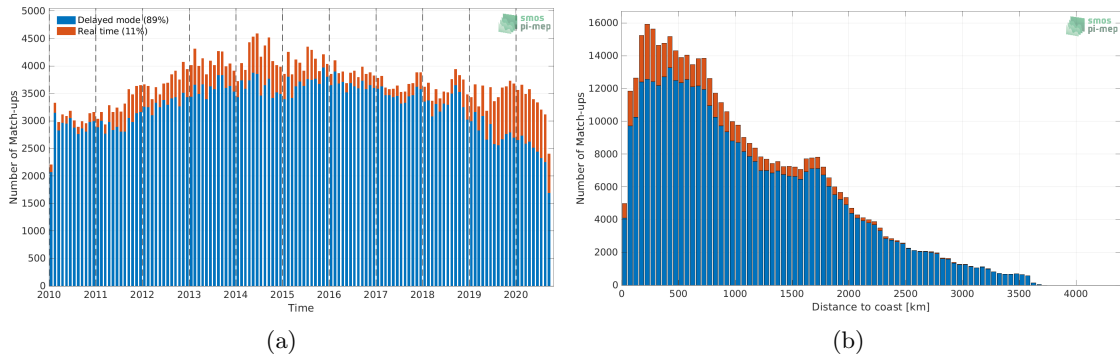 Delayed mode (89%)
Real time (11%)
smos
pi-mep
5000
4500
4000
3500
3000
2500
2000
1500
1000
500
0
Number of Match-ups
2010 2011 2012 2013 2014 2015 2016 2017 2018 2019 2020
Time
(a)
smos
pi-mep
16000
14000
12000
10000
8000
6000
4000
2000
0
Number of Match-ups
0 500 1000 1500 2000 2500 3000 3500 4000
Distance to coast [km]
(b)